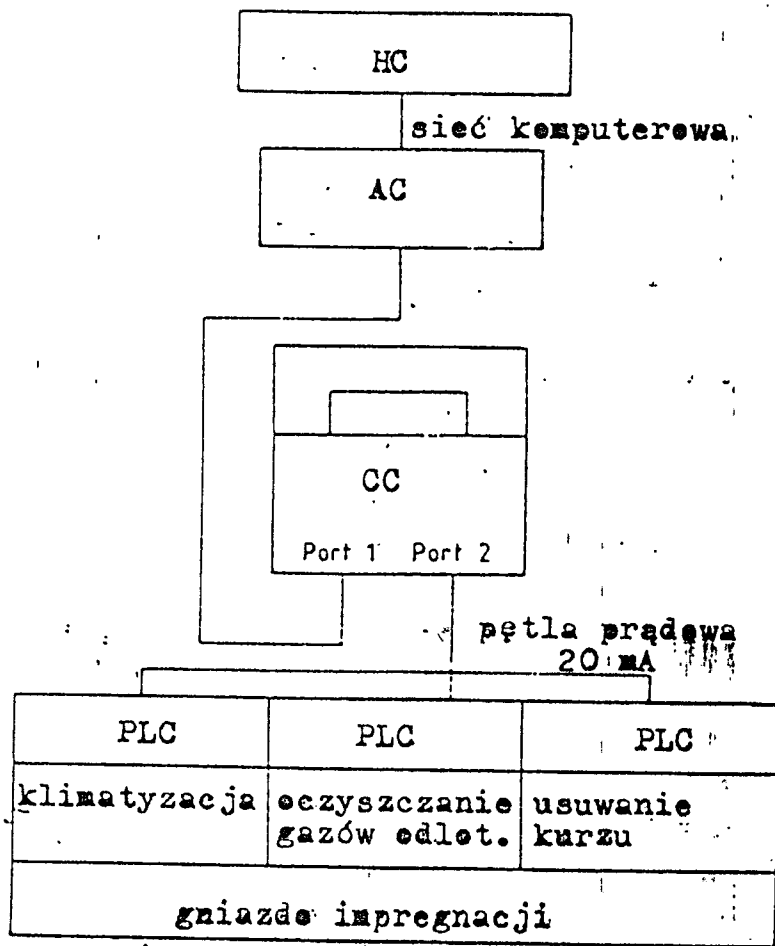 HC
sieć komputerowa
AC
CC
Port 1 Port 2
pętla prądowa
20 mA
PLC PLC PLC
klimatyzacja oczyszczanie usuwanie
gazów odlot. kurzu
gniazdo impregnacji